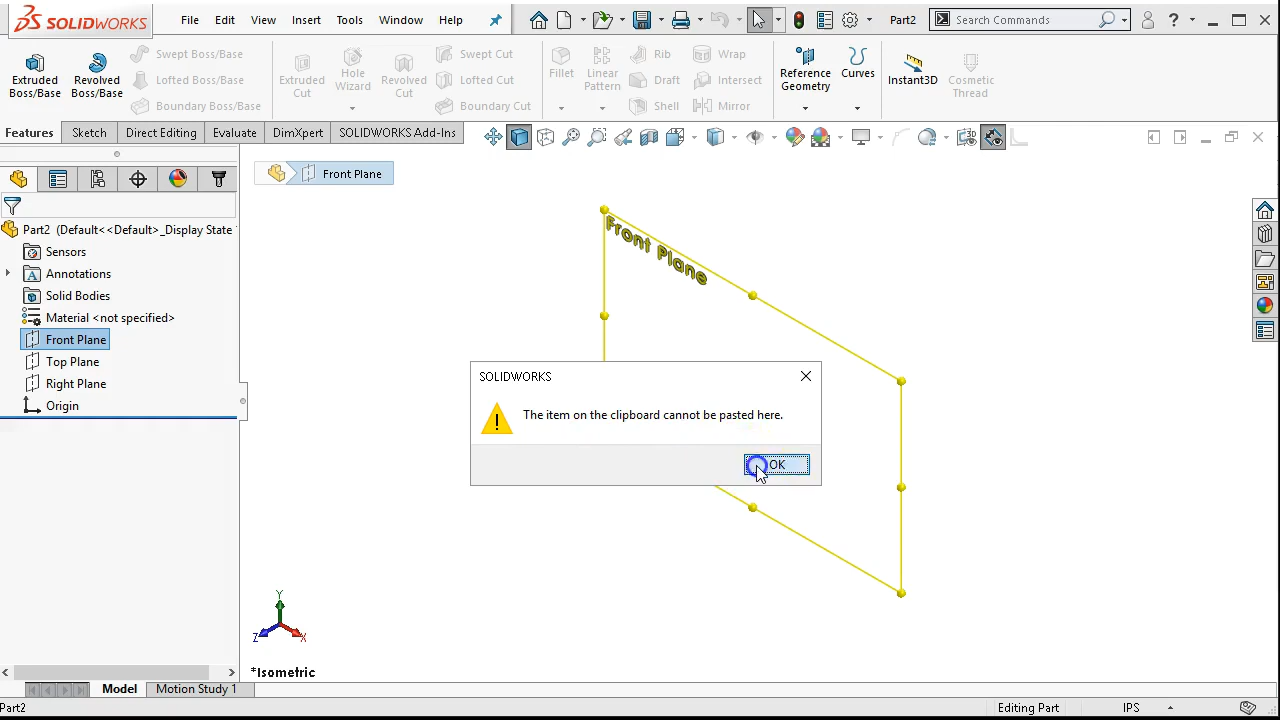 SOLIDWORKS
File Edit View Insert Tools Window Help
Part2
Search Commands
Extruded Boss/Base
Revolved Boss/Base
Swept Boss/Base
Lofted Boss/Base
Boundary Boss/Base
Extruded Cut
Hole Wizard
Revolved Cut
Swept Cut
Lofted Cut
Boundary Cut
Fillet
Linear Pattern
Rib
Draft
Shell
Wrap
Intersect
Mirror
Reference Geometry
Curves
Instant3D
Cosmetic Thread
Features Sketch Direct Editing Evaluate DimXpert SOLIDWORKS Add-Ins
Front Plane
Part2 (Default<<Default>_Display State
Sensors
Annotations
Solid Bodies
Material <not specified>
Front Plane
Top Plane
Right Plane
Origin
Front Plane
SOLIDWORKS
The item on the clipboard cannot be pasted here.
OK
Y
Z
X
*Isometric
Model Motion Study 1
Part2
Editing Part
IPS